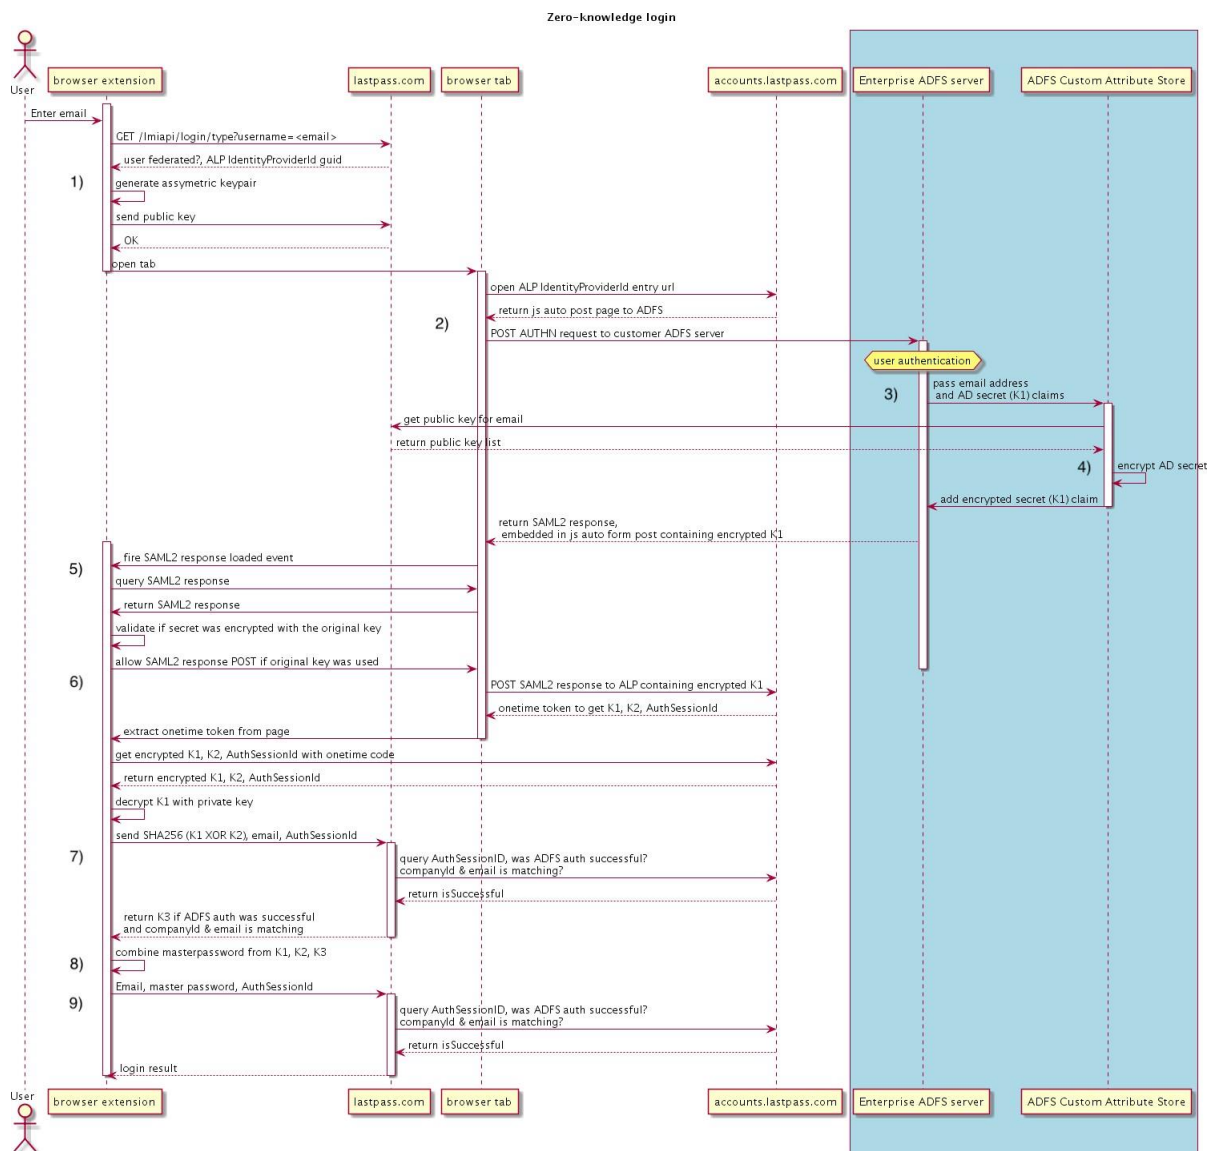 Zero-knowledge login
User
browser extension
lastpass.com
browser tab
accounts.lastpass.com
Enterprise ADFS server
ADFS Custom Attribute Store
Enter email
GET /lmiapi/login/type?username=<email>
user federated?, ALP IdentityProviderId guid
1)
generate assymetric keypair
send public key
OK
open tab
open ALP IdentityProviderId entry url
return js auto post page to ADFS
2)
POST AUTHN request to customer ADFS server
user authentication
3)
pass email address
and AD secret (K1) claims
get public key for email
return public key list
4)
encrypt AD secret
add encrypted secret (K1) claim
return SAML2 response,
embedded in js auto form post containing encrypted K1
fire SAML2 response loaded event
5)
query SAML2 response
return SAML2 response
validate if secret was encrypted with the original key
allow SAML2 response POST if original key was used
6)
POST SAML2 response to ALP containing encrypted K1
onetime token to get K1, K2, AuthSessionId
extract onetime token from page
get encrypted K1, K2, AuthSessionId with onetime code
return encrypted K1, K2, AuthSessionId
decrypt K1 with private key
send SHA256 (K1 XOR K2), email, AuthSessionId
7)
query AuthSessionID, was ADFS auth successful?
companyId & email is matching?
return isSuccessful
return K3 if ADFS auth was successful
and companyId & email is matching
combine masterpassword from K1, K2, K3
8)
Email, master password, AuthSessionId
9)
query AuthSessionID, was ADFS auth successful?
companyId & email is matching?
return isSuccessful
login result
User
browser extension
lastpass.com
browser tab
accounts.lastpass.com
Enterprise ADFS server
ADFS Custom Attribute Store